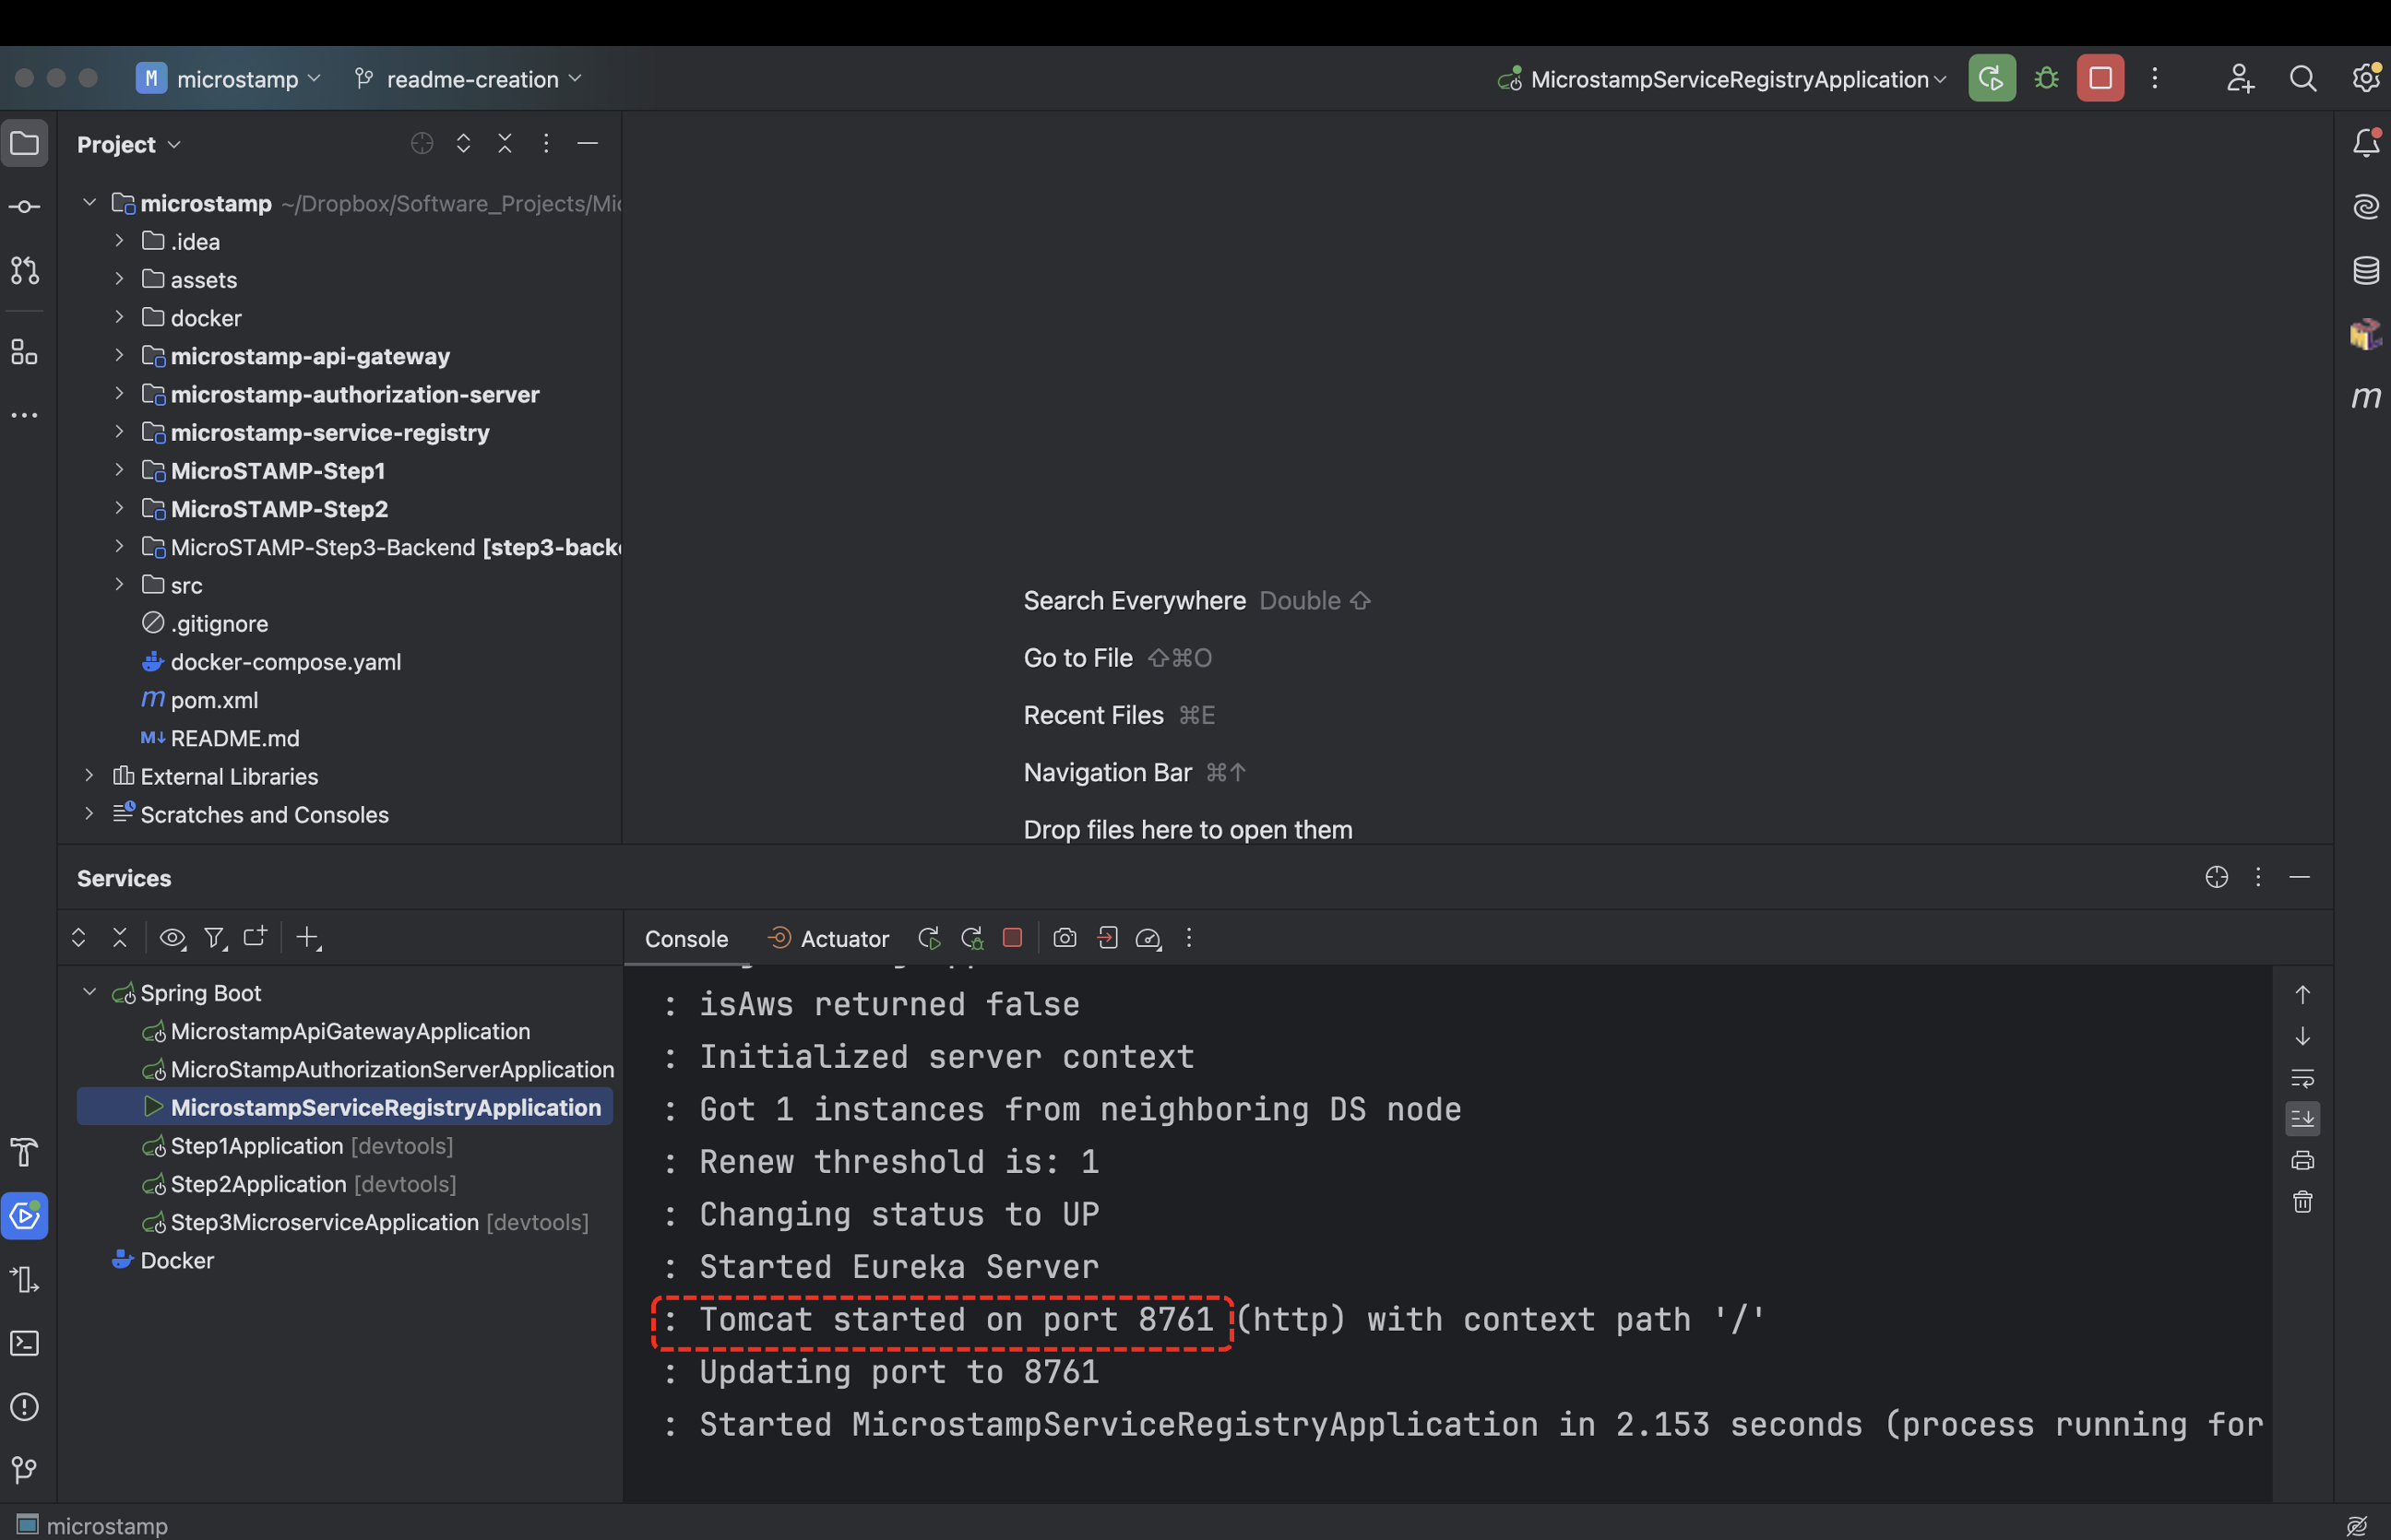 M microstamp readme-creation MicrostampServiceRegistryApplication
Project
microstamp ~/Dropbox/Software_Projects/Mi
.idea
assets
docker
microstamp-api-gateway
microstamp-authorization-server
microstamp-service-registry
MicroSTAMP-Step1
MicroSTAMP-Step2
MicroSTAMP-Step3-Backend [step3-back
src
.gitignore
docker-compose.yaml
m pom.xml
M↓ README.md
External Libraries
Scratches and Consoles
Search Everywhere Double ⇧
Go to File ⇧⌘O
Recent Files ⌘E
Navigation Bar ⌘↑
Drop files here to open them
m
Services
Console Actuator
Spring Boot
MicrostampApiGatewayApplication
MicroStampAuthorizationServerApplication
MicrostampServiceRegistryApplication
Step1Application [devtools]
Step2Application [devtools]
Step3MicroserviceApplication [devtools]
Docker
: isAws returned false
: Initialized server context
: Got 1 instances from neighboring DS node
: Renew threshold is: 1
: Changing status to UP
: Started Eureka Server
: Tomcat started on port 8761 (http) with context path '/'
: Updating port to 8761
: Started MicrostampServiceRegistryApplication in 2.153 seconds (process running for
microstamp